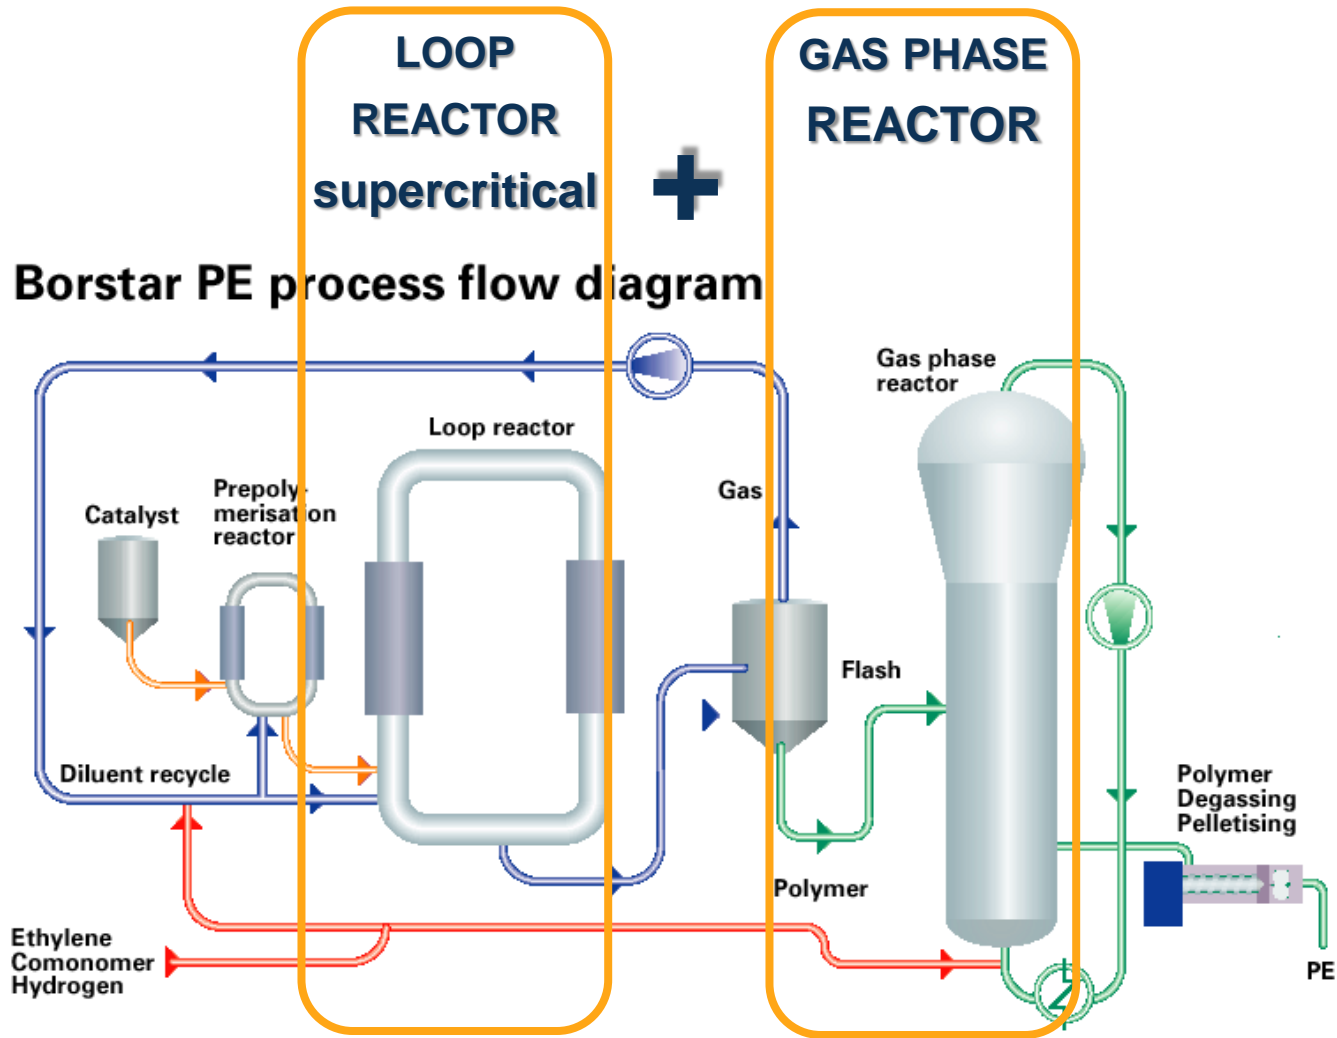 LOOP
REACTOR
supercritical
+
GAS PHASE
REACTOR
Borstar PE process flow diagram
Gas phase
reactor
Loop reactor
Gas
Prepoly-
merisation
reactor
Catalyst
Flash
Diluent recycle
Polymer
Degassing
Pelletising
Polymer
Ethylene
Comonomer
Hydrogen
PE